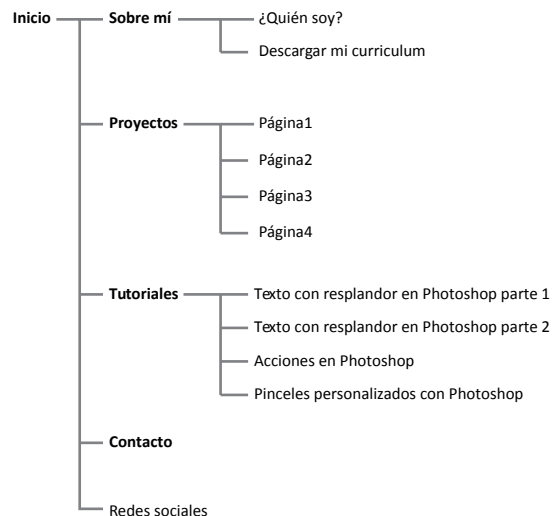 Inicio Sobre mí ¿Quién soy?
Descargar mi curriculum
Proyectos Página1
Página2
Página3
Página4
Tutoriales Texto con resplandor en Photoshop parte 1
Texto con resplandor en Photoshop parte 2
Acciones en Photoshop
Pinceles personalizados con Photoshop
Contacto
Redes sociales